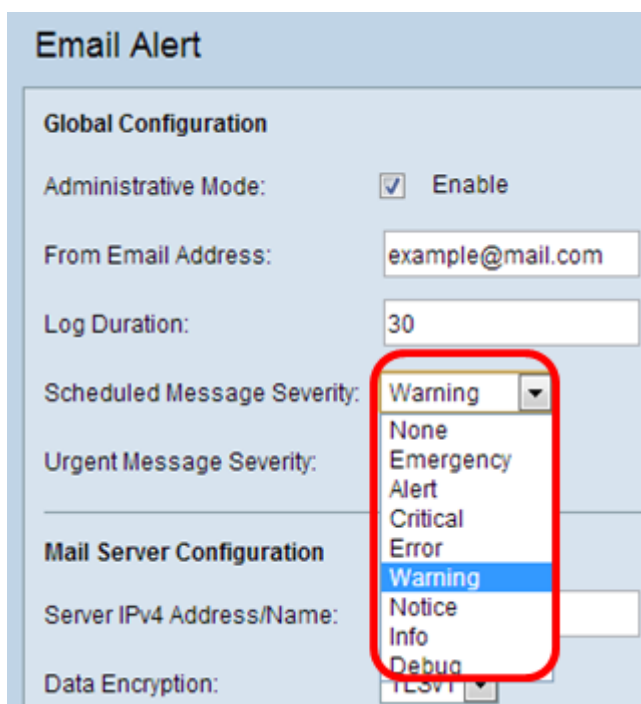 Email Alert
Global Configuration
Administrative Mode: Enable
From Email Address: example@mail.com
Log Duration: 30
Scheduled Message Severity: Warning
None
Urgent Message Severity: Emergency
Alert
Critical
Error
Mail Server Configuration
Warning
Server IPv4 Address/Name: Notice
Info
Debug
Data Encryption: TLSv1